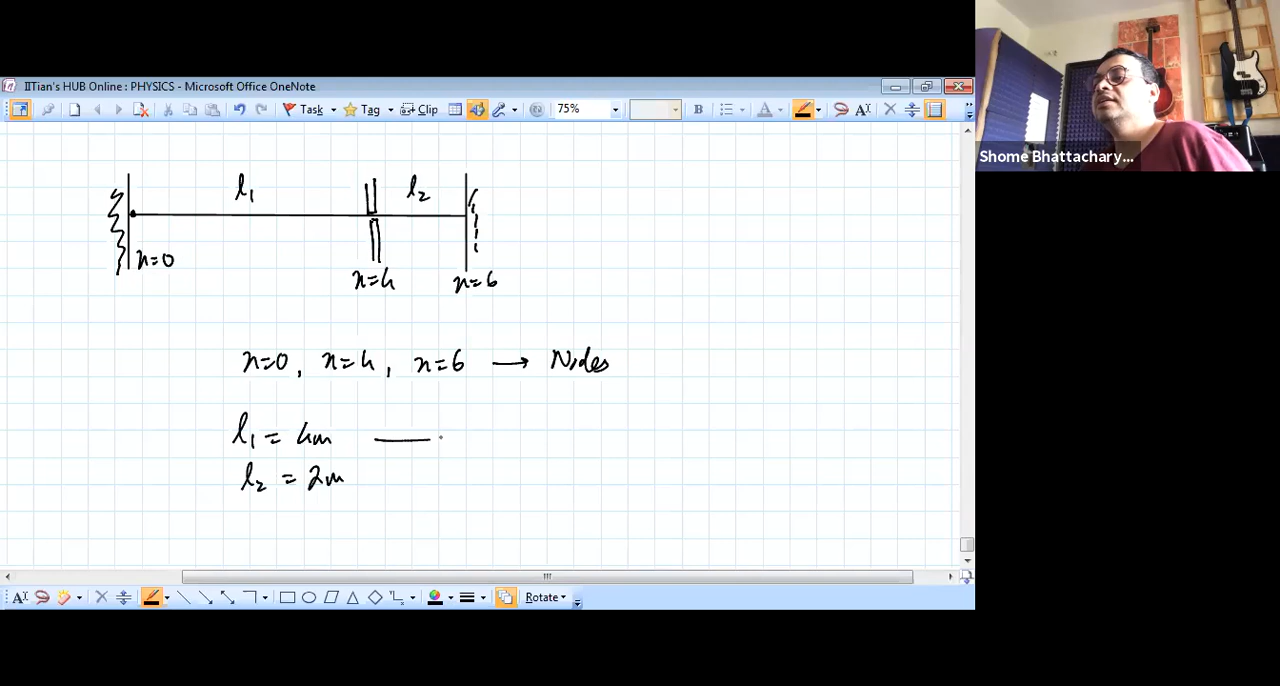 IITian's HUB Online : PHYSICS - Microsoft Office OneNote
Task Tag Clip 75% B A A
Shome Bhattachary...
l₁ l₂
x=0
x=4 x=6
x=0, x=4, x=6 → Nodes
l₁ = 4m —
l₂ = 2m
Rotate